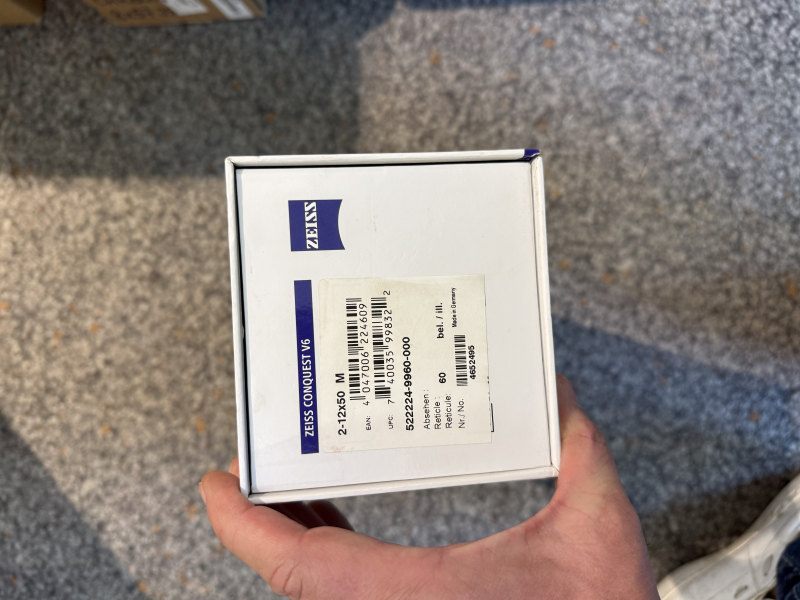 ZEISS
ZEISS CONQUEST V6
2-12x50 M
EAN: 4 047006 224609
UPC: 7 40035 99832 2
522224-9960-000
Absehen :
Reticle : 60 bel. / ill.
Reticule:
Nr / No. 4652495 Made in Germany